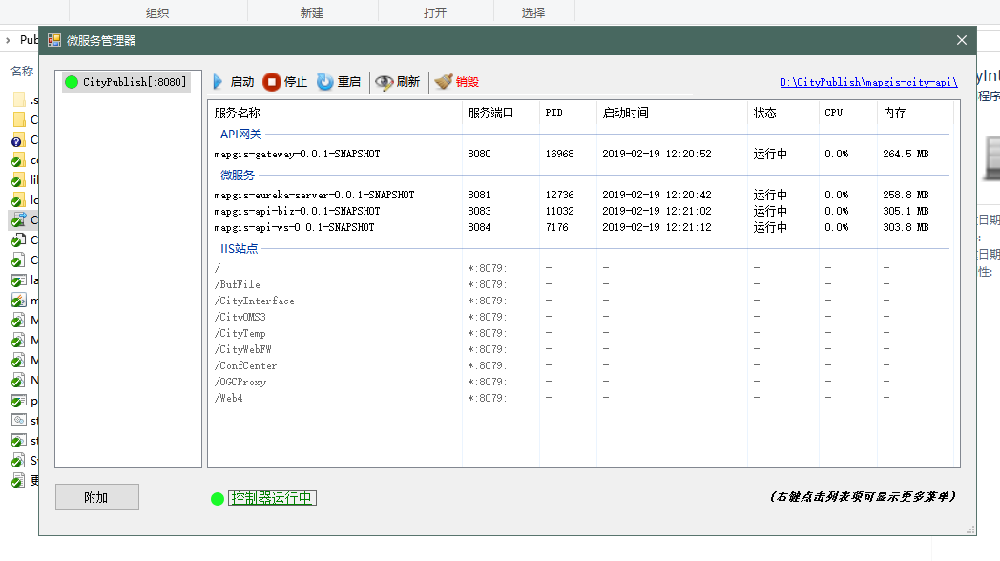 组织 新建 打开 选择
Pub
微服务管理器
名称
CityPublish[:8080]
启动 停止 重启 刷新 销毁 D:\CityPublish\mapgis-city-api\
服务名称 服务端口 PID 启动时间 状态 CPU 内存
API网关
mapgis-gateway-0.0.1-SNAPSHOT 8080 16968 2019-02-19 12:20:52 运行中 0.0% 264.5 MB
微服务
mapgis-eureka-server-0.0.1-SNAPSHOT 8081 12736 2019-02-19 12:20:42 运行中 0.0% 258.8 MB
mapgis-api-biz-0.0.1-SNAPSHOT 8083 11032 2019-02-19 12:21:02 运行中 0.0% 305.1 MB
mapgis-api-ws-0.0.1-SNAPSHOT 8084 7176 2019-02-19 12:21:12 运行中 0.0% 303.8 MB
IIS站点
/ *:8079: - - - - -
/BufFile *:8079: - - - - -
/CityInterface *:8079: - - - - -
/CityOMS3 *:8079: - - - - -
/CityTemp *:8079: - - - - -
/CityWebFW *:8079: - - - - -
/ConfCenter *:8079: - - - - -
/OGCProxy *:8079: - - - - -
/Web4 *:8079: - - - - -
附加 控制器运行中 (右键点击列表项可显示更多菜单)